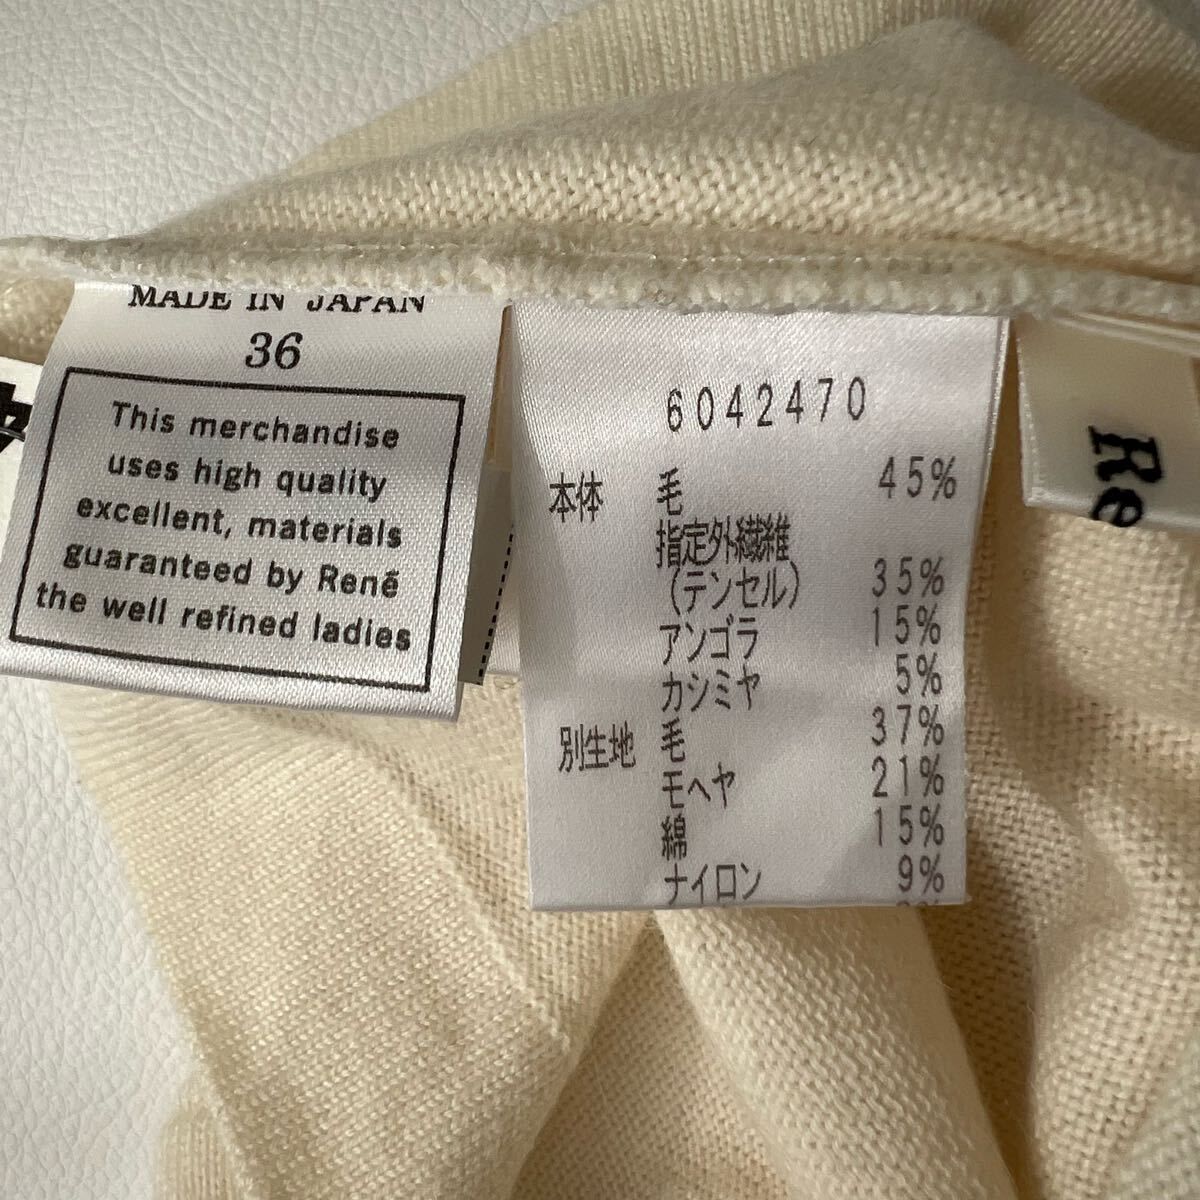 MADE IN JAPAN
36
This merchandise
uses high quality
excellent, materials
guaranteed by René
the well refined ladies
6042470
本体 毛 45%
指定外繊維
(テンセル) 35%
アンゴラ 15%
カシミヤ 5%
別生地 毛 37%
モヘヤ 21%
綿 15%
ナイロン 9%
Re